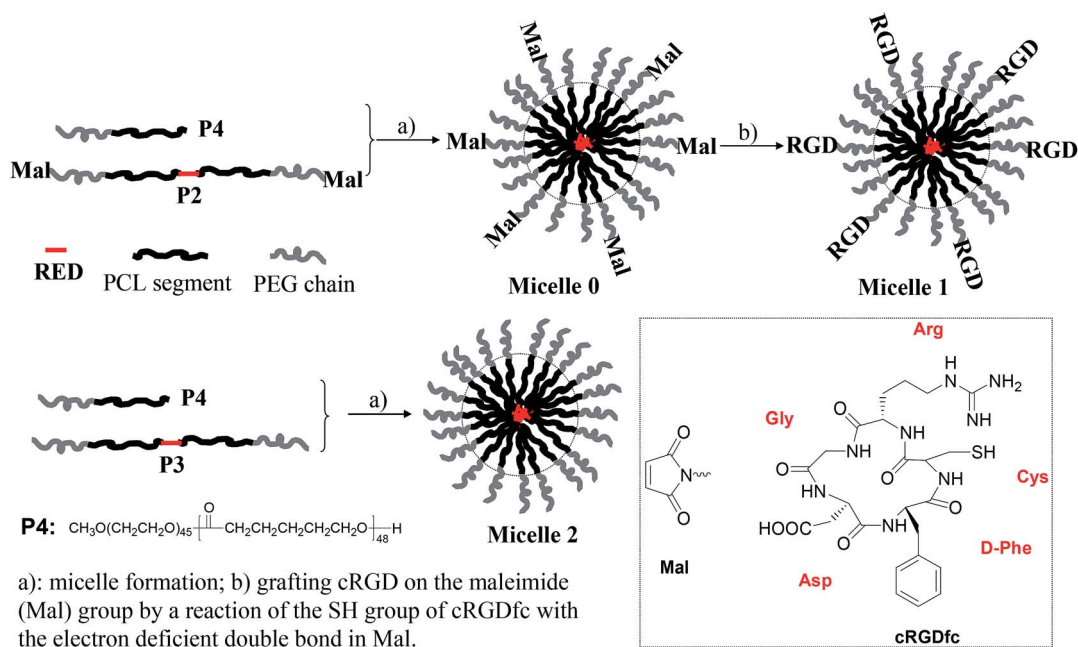 P4
Mal
P2
Mal
a)
RED
PCL segment
PEG chain
Mal
Mal
Mal
Mal
Mal
Mal
Micelle 0
b)
RGD
RGD
RGD
RGD
RGD
RGD
Micelle 1
P4
P3
a)
Micelle 2
P4: CH3O(CH2CH2O)45[C(O)CH2CH2CH2CH2CH2O]48H
Arg
Gly
Cys
D-Phe
Asp
O
N
O
Mal
H
N
NH2
NH
O
NH
O
NH
O
SH
NH
O
HN
O
HN
O
HOOC
cRGDfc
a): micelle formation; b) grafting cRGD on the maleimide
(Mal) group by a reaction of the SH group of cRGDfc with
the electron deficient double bond in Mal.